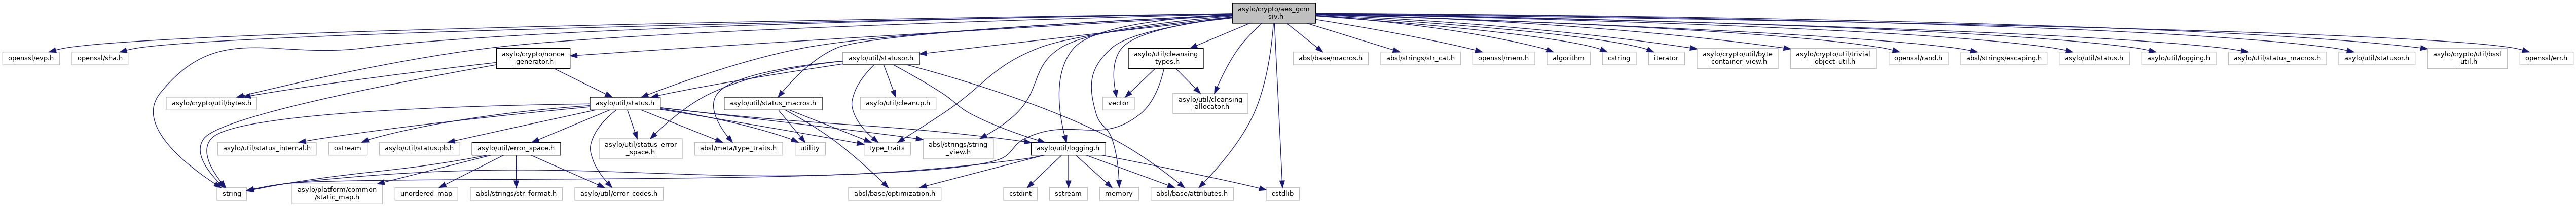 asylo/crypto/aes_gcm
_siv.h
openssl/evp.h
openssl/sha.h
asylo/crypto/nonce
_generator.h
asylo/util/statusor.h
asylo/util/cleansing
_types.h
absl/base/macros.h
absl/strings/str_cat.h
openssl/mem.h
algorithm
cstring
iterator
asylo/crypto/util/byte
_container_view.h
asylo/crypto/util/trivial
_object_util.h
openssl/rand.h
absl/strings/escaping.h
asylo/util/status.h
asylo/util/logging.h
asylo/util/status_macros.h
asylo/util/statusor.h
asylo/crypto/util/bssl
_util.h
openssl/err.h
asylo/crypto/util/bytes.h
asylo/util/status.h
asylo/util/status_macros.h
asylo/util/cleanup.h
vector
asylo/util/cleansing
_allocator.h
asylo/util/status_internal.h
ostream
asylo/util/status.pb.h
asylo/util/error_space.h
asylo/util/status_error
_space.h
absl/meta/type_traits.h
utility
type_traits
absl/strings/string
_view.h
asylo/util/logging.h
string
asylo/platform/common
/static_map.h
unordered_map
absl/strings/str_format.h
asylo/util/error_codes.h
absl/base/optimization.h
cstdint
sstream
memory
absl/base/attributes.h
cstdlib